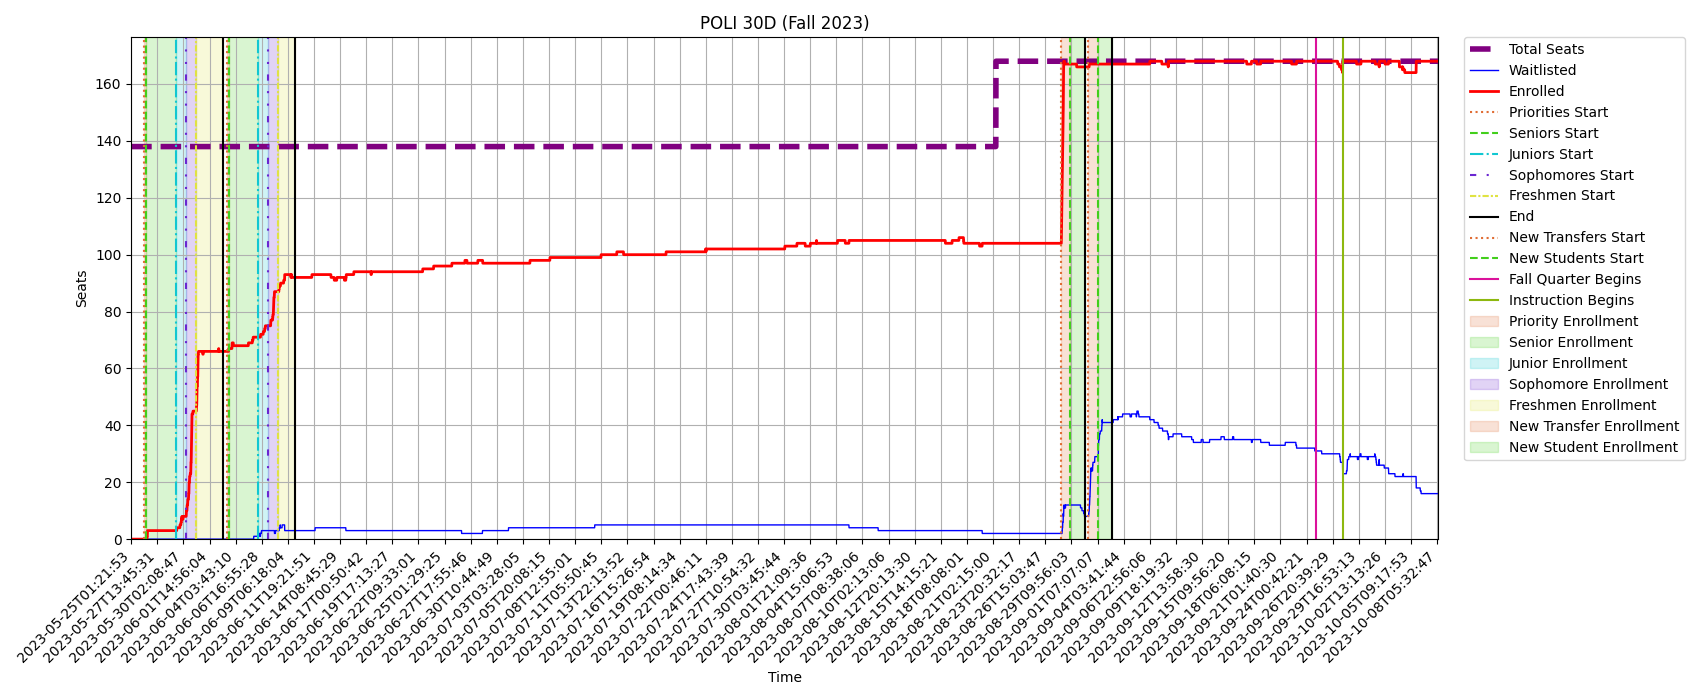 POLI 30D (Fall 2023)
Seats
0
20
40
60
80
100
120
140
160
2023-05-25T01:21:53
2023-05-27T13:45:31
2023-05-30T02:08:47
2023-06-01T14:56:04
2023-06-04T03:43:10
2023-06-06T16:55:28
2023-06-09T06:18:04
2023-06-11T19:21:51
2023-06-14T08:45:29
2023-06-17T00:50:42
2023-06-19T17:13:27
2023-06-22T09:33:01
2023-06-25T01:29:25
2023-06-27T17:55:46
2023-06-30T10:44:49
2023-07-03T03:28:05
2023-07-05T20:08:15
2023-07-08T12:55:01
2023-07-11T05:50:45
2023-07-13T22:13:52
2023-07-16T15:26:54
2023-07-19T08:14:34
2023-07-22T00:46:11
2023-07-24T17:43:39
2023-07-27T10:54:32
2023-07-30T03:45:44
2023-08-01T21:09:36
2023-08-04T15:06:53
2023-08-07T08:38:06
2023-08-10T02:13:06
2023-08-12T20:13:30
2023-08-15T14:15:21
2023-08-18T08:08:01
2023-08-21T02:15:00
2023-08-23T20:32:17
2023-08-26T15:03:47
2023-08-29T09:56:03
2023-09-01T07:07:07
2023-09-04T03:41:44
2023-09-06T22:56:06
2023-09-09T18:19:32
2023-09-12T13:58:30
2023-09-15T09:56:20
2023-09-18T06:08:15
2023-09-21T01:40:30
2023-09-24T00:42:21
2023-09-26T20:39:29
2023-09-29T16:53:13
2023-10-02T13:13:26
2023-10-05T09:17:53
2023-10-08T05:32:47
Time
Total Seats
Waitlisted
Enrolled
Priorities Start
Seniors Start
Juniors Start
Sophomores Start
Freshmen Start
End
New Transfers Start
New Students Start
Fall Quarter Begins
Instruction Begins
Priority Enrollment
Senior Enrollment
Junior Enrollment
Sophomore Enrollment
Freshmen Enrollment
New Transfer Enrollment
New Student Enrollment